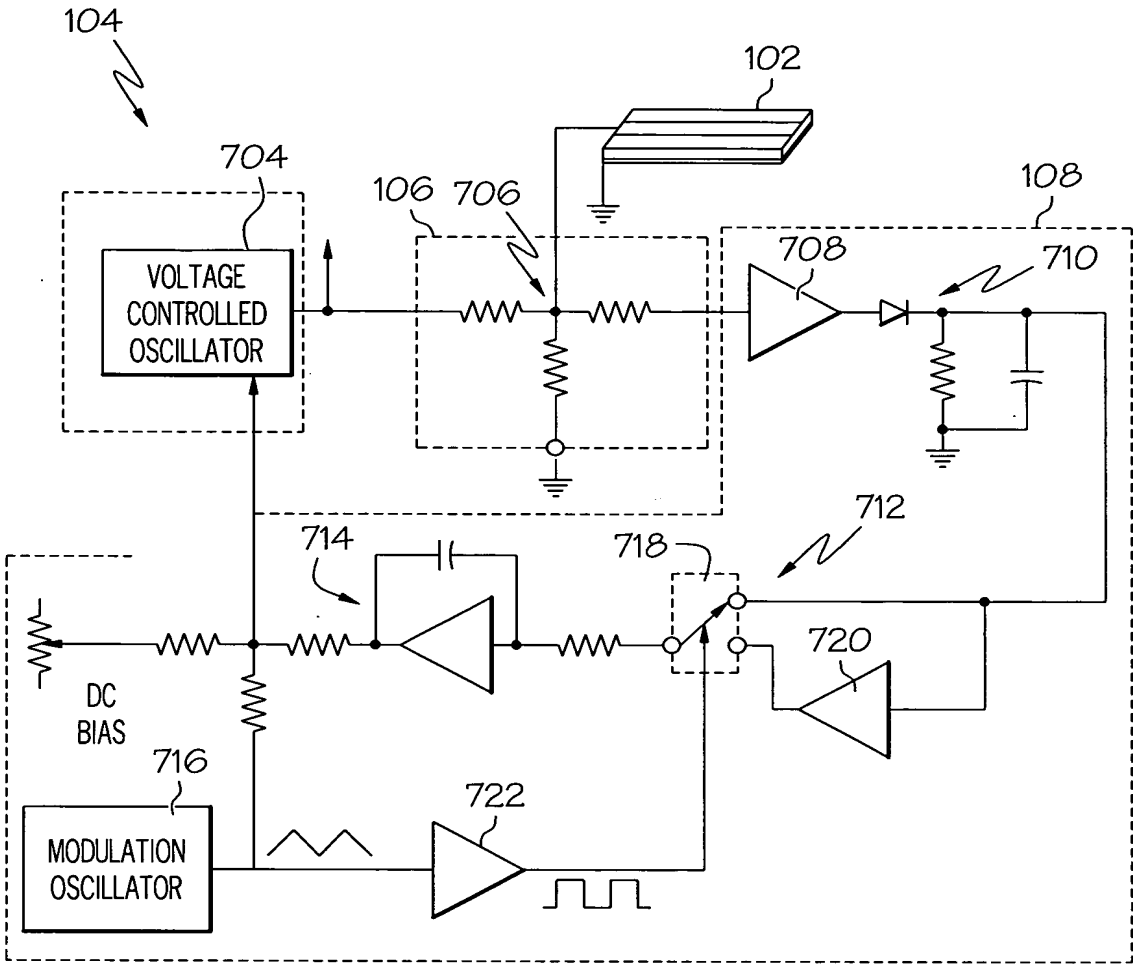 104
102
704
106
706
108
708
710
VOLTAGE
CONTROLLED
OSCILLATOR
714
718
712
720
DC
BIAS
716
722
MODULATION
OSCILLATOR